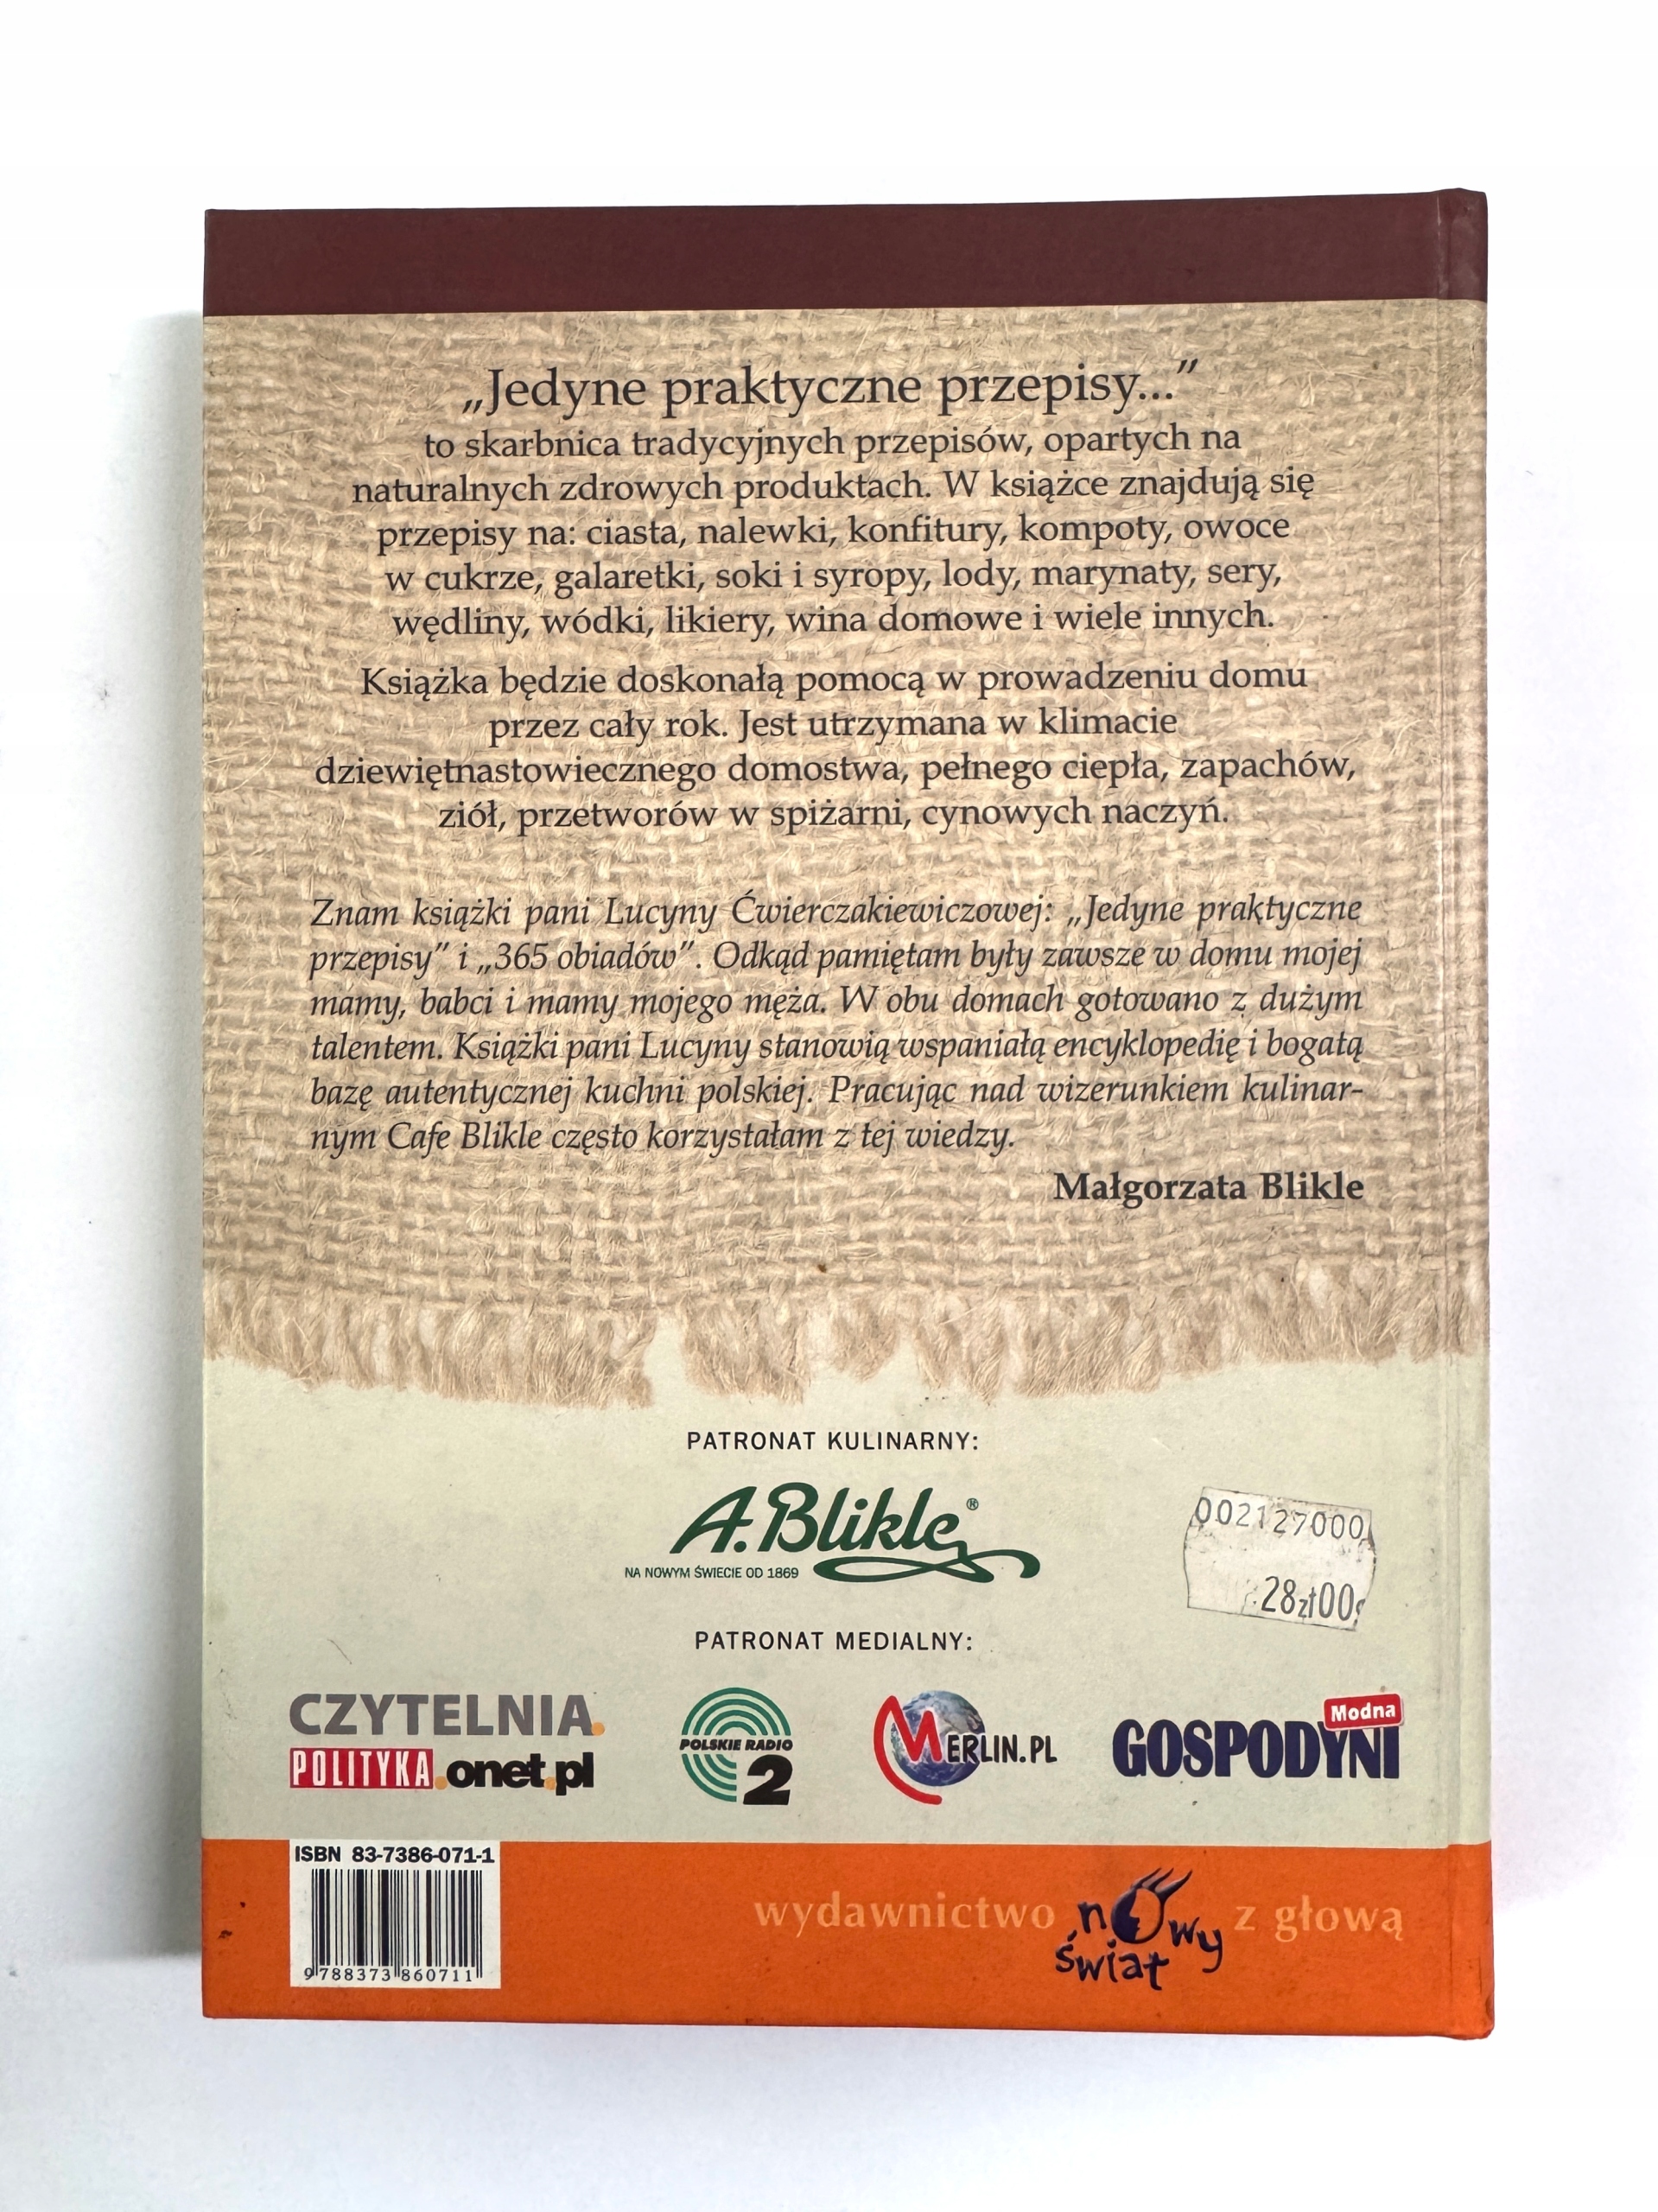 „Jedyne praktyczne przepisy...”
to skarbnica tradycyjnych przepisów, opartych na
naturalnych zdrowych produktach. W książce znajdują się
przepisy na: ciasta, nalewki, konfitury, kompoty, owoce
w cukrze, galaretki, soki i syropy, lody, marynaty, sery,
wędliny, wódki, likiery, wina domowe i wiele innych.
Książka będzie doskonałą pomocą w prowadzeniu domu
przez cały rok. Jest utrzymana w klimacie
dziewiętnastowiecznego domostwa, pełnego ciepła, zapachów,
ziół, przetworów w spiżarni, cynowych naczyń.
Znam książki pani Lucyny Ćwierczakiewiczowej: „Jedyne praktyczne
przepisy” i „365 obiadów”. Odkąd pamiętam były zawsze w domu mojej
mamy, babci i mamy mojego męża. W obu domach gotowano z dużym
talentem. Książki pani Lucyny stanowią wspaniałą encyklopedię i bogatą
bazę autentycznej kuchni polskiej. Pracując nad wizerunkiem kulinar-
nym Cafe Blikle często korzystałam z tej wiedzy.
Małgorzata Blikle
PATRONAT KULINARNY:
A.Blikle®
NA NOWYM ŚWIECIE OD 1869
002127000
28zł00g
PATRONAT MEDIALNY:
CZYTELNIA.
POLITYKA.onet.pl
POLSKIE RADIO
2
MERLIN.PL
Modna
GOSPODYNI
ISBN 83-7386-071-1
9788373860711
wydawnictwo nowy świat z głową